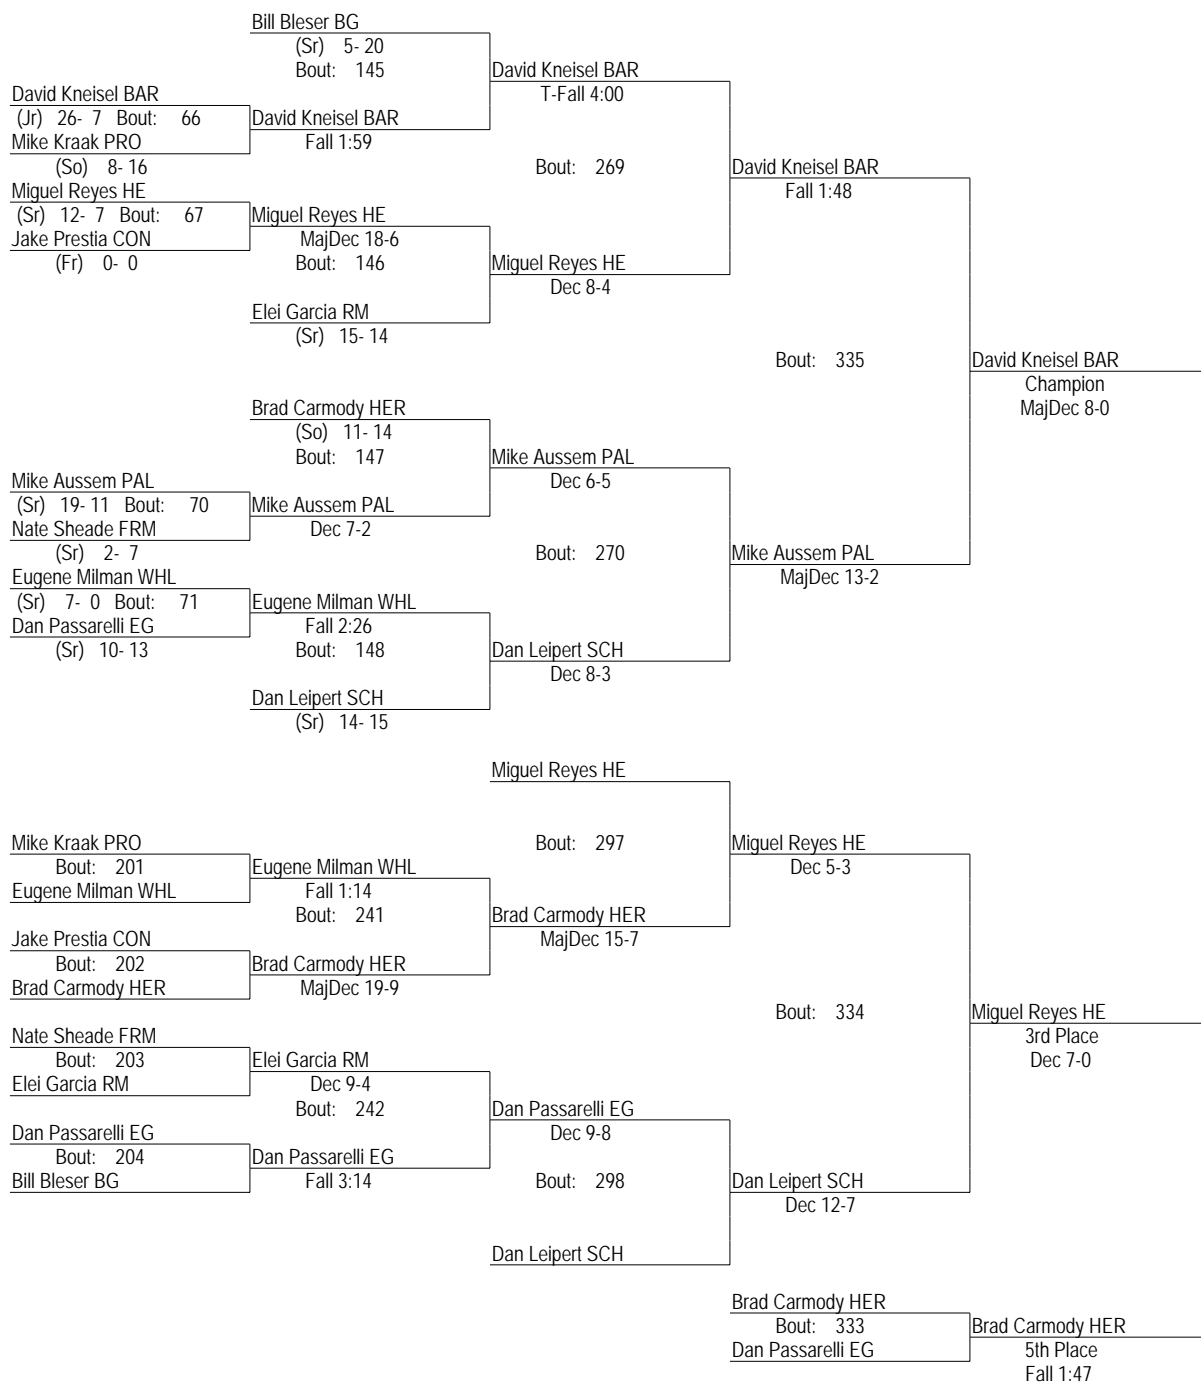 Bill Bleser BG
(Sr) 5- 20
Bout: 145
David Kneisel BAR
T-Fall 4:00
David Kneisel BAR
(Jr) 26- 7 Bout: 66
David Kneisel BAR
Fall 1:59
Mike Kraak PRO
(So) 8- 16
Bout: 269
David Kneisel BAR
Fall 1:48
Miguel Reyes HE
(Sr) 12- 7 Bout: 67
Miguel Reyes HE
MajDec 18-6
Jake Prestia CON
(Fr) 0- 0
Bout: 146
Miguel Reyes HE
Dec 8-4
Elei Garcia RM
(Sr) 15- 14
Bout: 335
David Kneisel BAR
Champion
MajDec 8-0
Brad Carmody HER
(So) 11- 14
Bout: 147
Mike Aussem PAL
Dec 6-5
Mike Aussem PAL
(Sr) 19- 11 Bout: 70
Mike Aussem PAL
Dec 7-2
Nate Sheade FRM
(Sr) 2- 7
Bout: 270
Mike Aussem PAL
MajDec 13-2
Eugene Milman WHL
(Sr) 7- 0 Bout: 71
Eugene Milman WHL
Fall 2:26
Dan Passarelli EG
(Sr) 10- 13
Bout: 148
Dan Leipert SCH
Dec 8-3
Dan Leipert SCH
(Sr) 14- 15
Miguel Reyes HE
Mike Kraak PRO
Bout: 201
Eugene Milman WHL
Bout: 297
Miguel Reyes HE
Dec 5-3
Eugene Milman WHL
Fall 1:14
Bout: 241
Brad Carmody HER
MajDec 15-7
Jake Prestia CON
Bout: 202
Brad Carmody HER
Brad Carmody HER
MajDec 19-9
Bout: 334
Miguel Reyes HE
3rd Place
Dec 7-0
Nate Sheade FRM
Bout: 203
Elei Garcia RM
Elei Garcia RM
Dec 9-4
Bout: 242
Dan Passarelli EG
Dec 9-8
Dan Passarelli EG
Bout: 204
Bill Bleser BG
Dan Passarelli EG
Fall 3:14
Bout: 298
Dan Leipert SCH
Dec 12-7
Dan Leipert SCH
Brad Carmody HER
Bout: 333
Dan Passarelli EG
Brad Carmody HER
5th Place
Fall 1:47